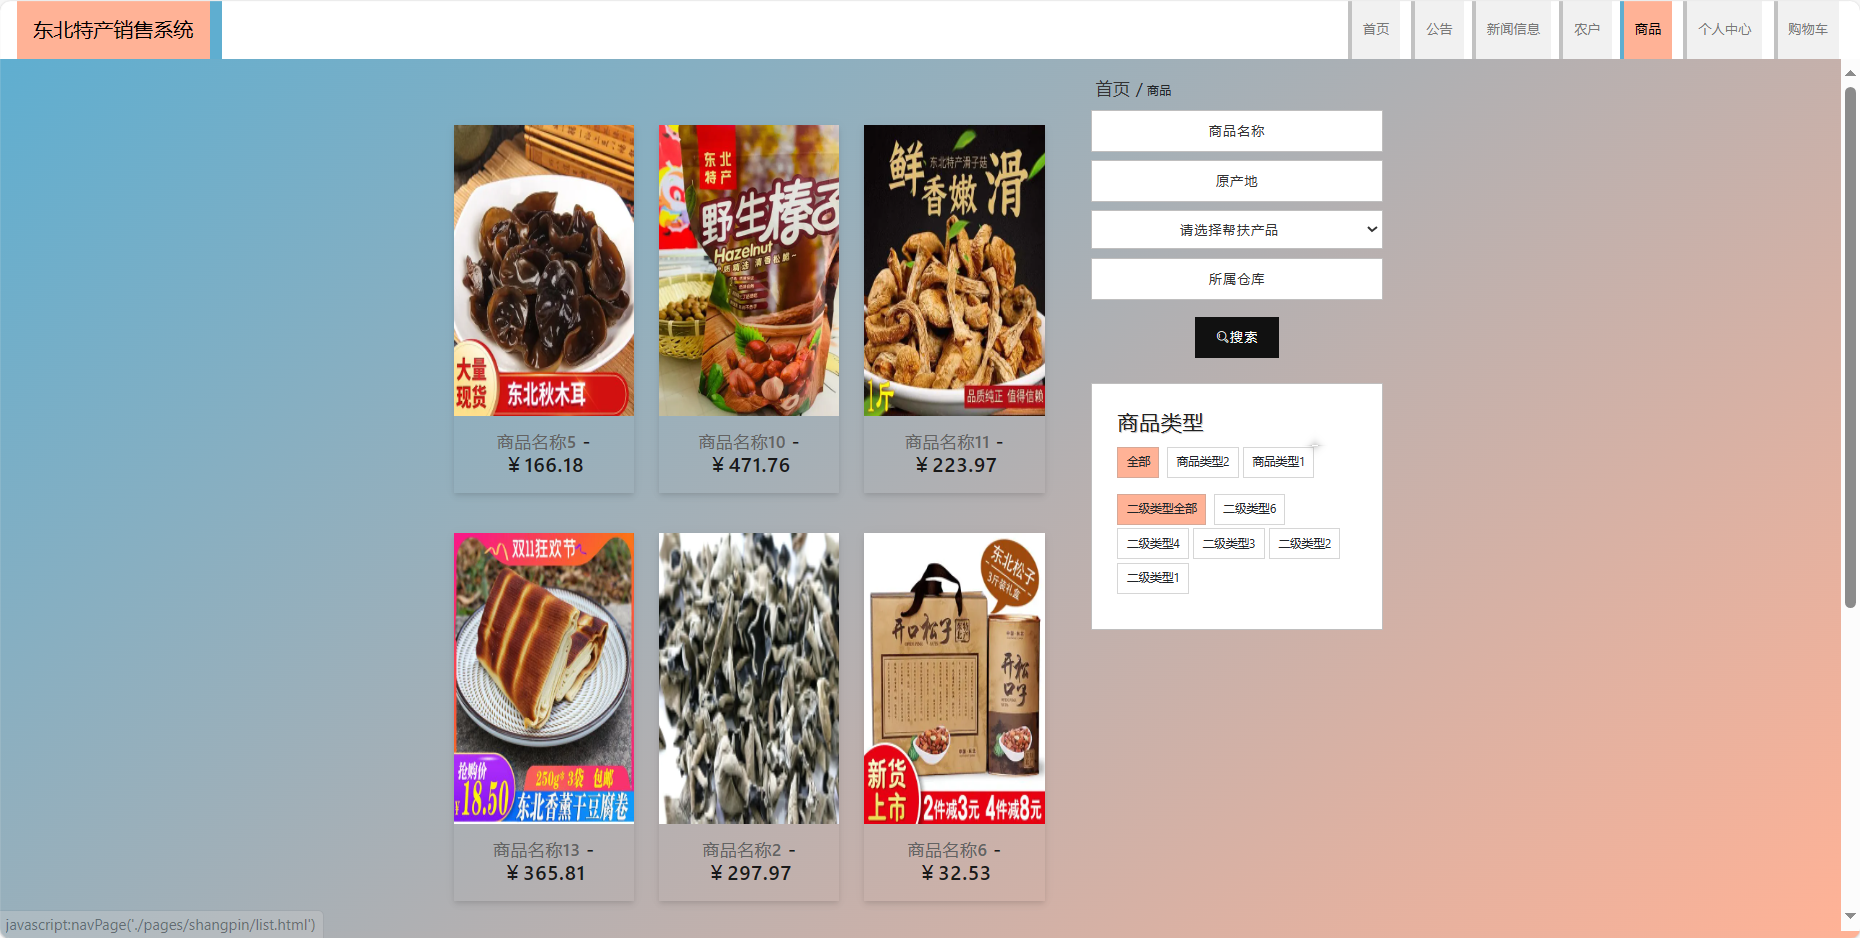 东北特产销售系统
首页
公告
新闻信息
农户
商品
个人中心
购物车
首页 / 商品
商品名称
原产地
请选择帮扶产品
所属仓库
搜索
商品类型
全部
商品类型2
商品类型1
二级类型全部
二级类型6
二级类型4
二级类型3
二级类型2
二级类型1
大量
现货
东北秋木耳
商品名称5 -
¥ 166.18
东北
特产
野生榛子
Hazelnut
商品名称10 -
¥ 471.76
东北特产滑子菇
鲜香嫩滑
1斤
品质纯正 值得信赖
商品名称11 -
¥ 223.97
双11狂欢节
抢购价
¥18.50
250g* 3袋 包邮
东北香薰干豆腐卷
商品名称13 -
¥ 365.81
商品名称2 -
¥ 297.97
东北松子
3斤装礼盒
开口松子
东北特产
开口松子
新货
上市
2件减3元 4件减8元
商品名称6 -
¥ 32.53
javascript:navPage('./pages/shangpin/list.html')